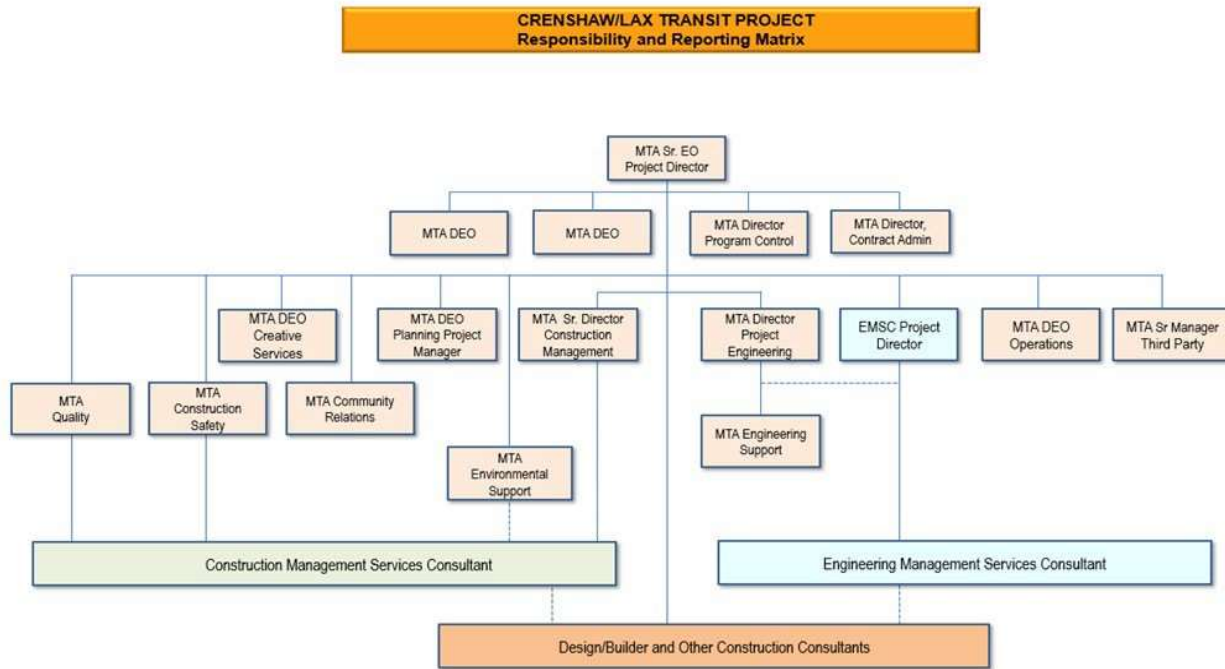 CRENSHAW/LAX TRANSIT PROJECT
Responsibility and Reporting Matrix
MTA Sr. EO
Project Director
MTA DEO
MTA DEO
MTA Director
Program Control
MTA Director,
Contract Admin
MTA DEO
Creative
Services
MTA DEO
Planning Project
Manager
MTA Sr. Director
Construction
Management
MTA Director
Project
Engineering
EMSC Project
Director
MTA DEO
Operations
MTA Sr Manager
Third Party
MTA
Quality
MTA
Construction
Safety
MTA Community
Relations
MTA Engineering
Support
MTA
Environmental
Support
Construction Management Services Consultant
Engineering Management Services Consultant
Design/Builder and Other Construction Consultants